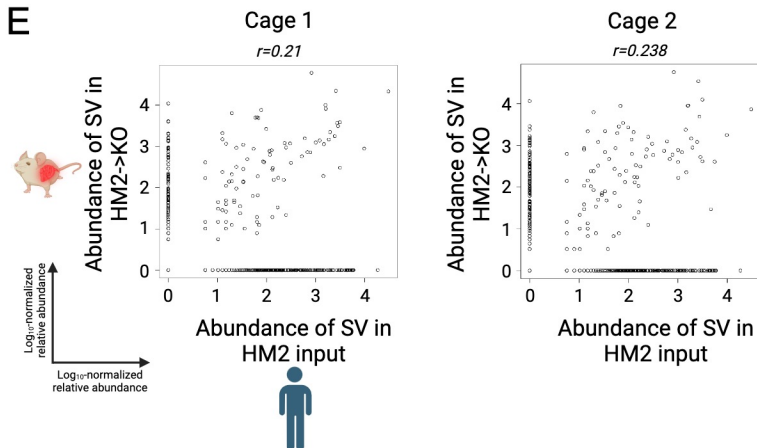 E
Cage 1
r=0.21
Abundance of SV in
HM2->KO
4
3
2
1
0
0 1 2 3 4
Abundance of SV in
HM2 input
Cage 2
r=0.238
Abundance of SV in
HM2->KO
4
3
2
1
0
0 1 2 3 4
Abundance of SV in
HM2 input
Log₁₀-normalized
relative abundance
Log₁₀-normalized
relative abundance